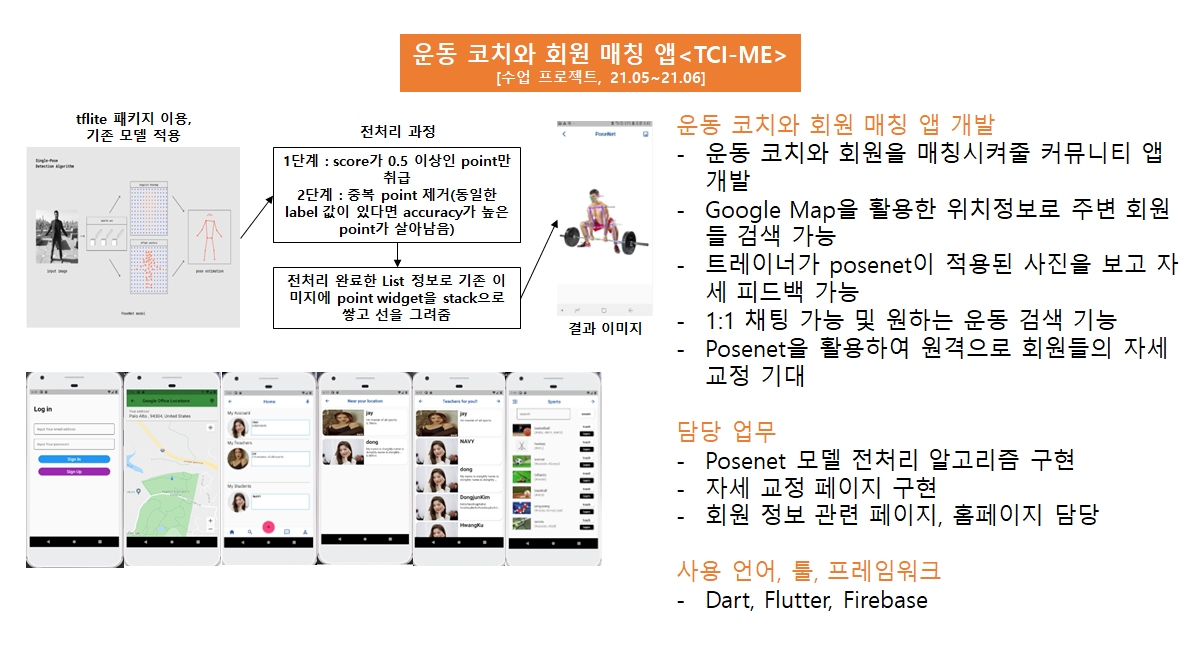 운동 코치와 회원 매칭 앱<TCI-ME>
[수업 프로젝트, 21.05~21.06]
tflite 패키지 이용,
기존 모델 적용
Single-Pose
Detection Algorithm
input image
pose estimation
PoseNet model
전처리 과정
1단계 : score가 0.5 이상인 point만
취급
2단계 : 중복 point 제거(동일한
label 값이 있다면 accuracy가 높은
point가 살아남음)
전처리 완료한 List 정보로 기존 이
미지에 point widget을 stack으로
쌓고 선을 그려줌
PoseNet
결과 이미지
Log in
Input Your email address
Input Your password
Sign In
Sign Up
Google Office Locations
Palo Alto , 94304, United States
Home
My Account
My Teachers
My Students
Near your location
jay
dong
Teachers for you!
jay
NAVY
dong
DongjunKim
HwangKu
Sports
search
운동 코치와 회원 매칭 앱 개발
- 운동 코치와 회원을 매칭시켜줄 커뮤니티 앱
개발
- Google Map을 활용한 위치정보로 주변 회원
들 검색 가능
- 트레이너가 posenet이 적용된 사진을 보고 자
세 피드백 가능
- 1:1 채팅 가능 및 원하는 운동 검색 기능
- Posenet을 활용하여 원격으로 회원들의 자세
교정 기대
담당 업무
- Posenet 모델 전처리 알고리즘 구현
- 자세 교정 페이지 구현
- 회원 정보 관련 페이지, 홈페이지 담당
사용 언어, 툴, 프레임워크
- Dart, Flutter, Firebase